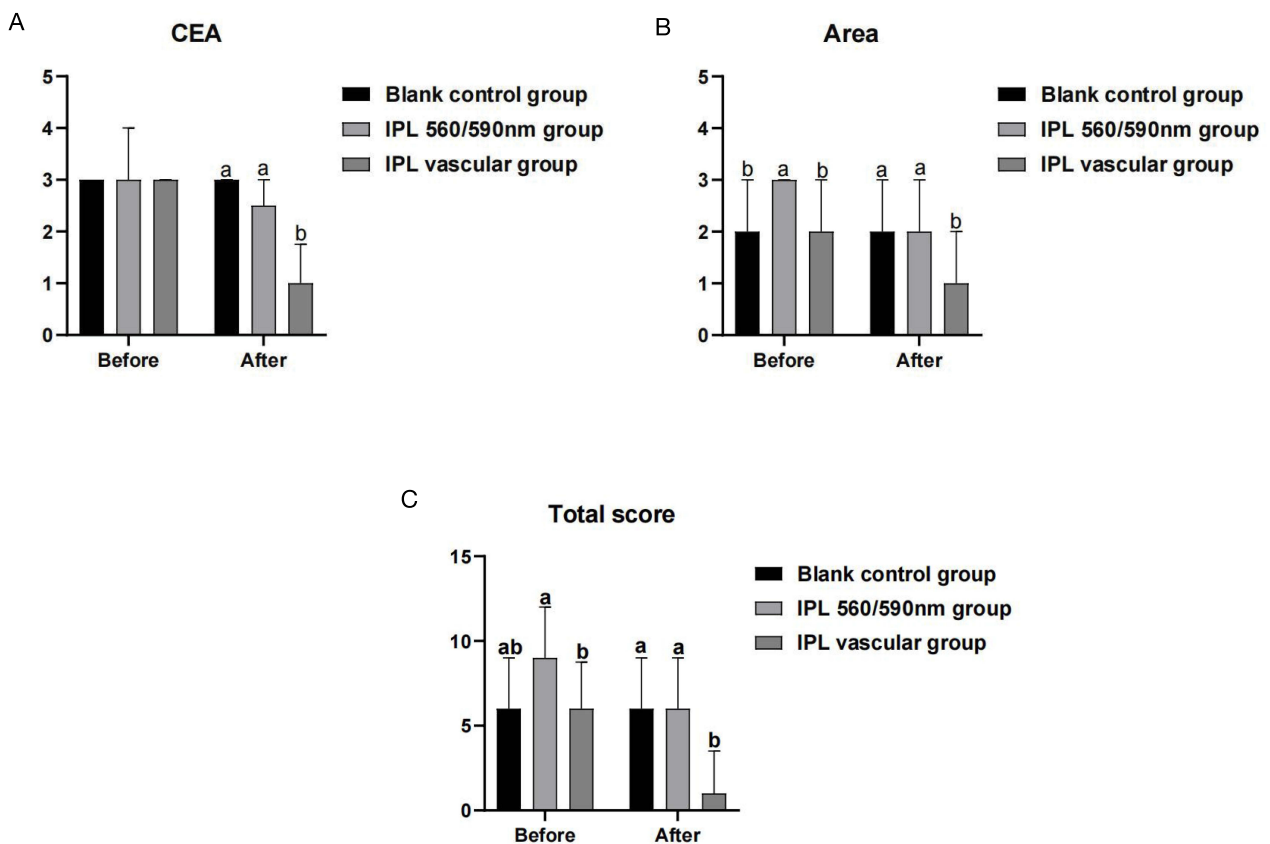 A
CEA
5
4
3
2
1
0
a
a
b
Before
After
Blank control group
IPL 560/590nm group
IPL vascular group
B
Area
5
4
3
2
1
0
b
a
b
a
a
b
Before
After
Blank control group
IPL 560/590nm group
IPL vascular group
C
Total score
15
10
5
0
ab
a
b
a
a
b
Before
After
Blank control group
IPL 560/590nm group
IPL vascular group